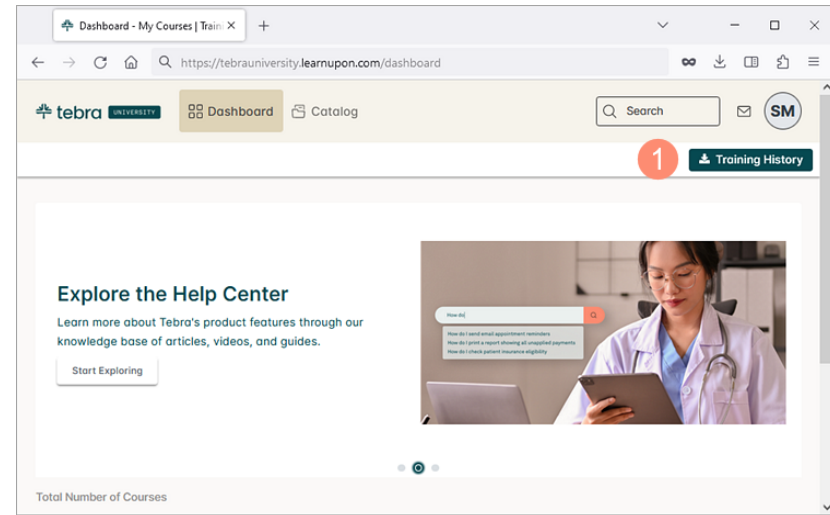 Dashboard - My Courses | Traini
https://tebrauniversity.learnupon.com/dashboard
tebra UNIVERSITY
Dashboard
Catalog
Search
SM
1
Training History
Explore the Help Center
Learn more about Tebra's product features through our
knowledge base of articles, videos, and guides.
Start Exploring
How do
How do I send email appointment reminders
How do I print a report showing all unapplied payments
How do I check patient insurance eligibility
Total Number of Courses